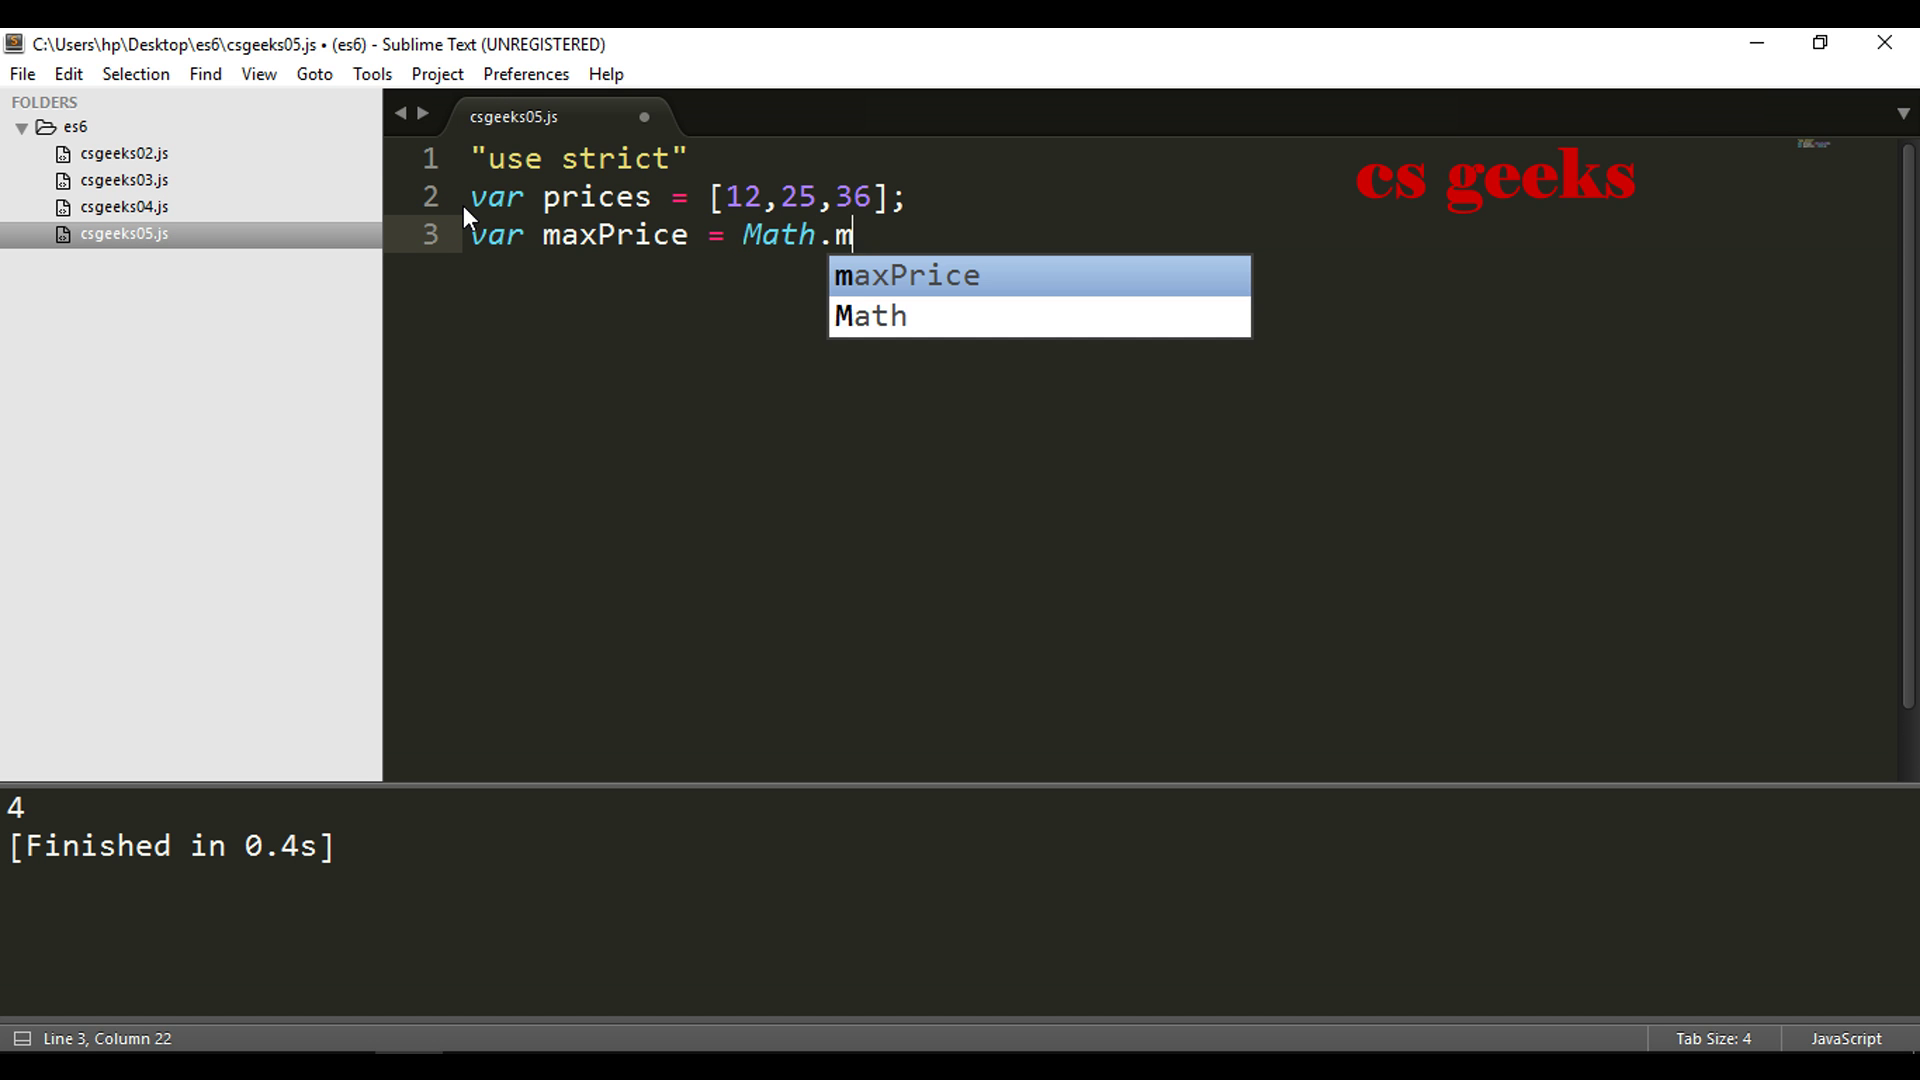 C:\Users\hp\Desktop\es6\csgeeks05.js • (es6) - Sublime Text (UNREGISTERED)
File Edit Selection Find View Goto Tools Project Preferences Help
FOLDERS
es6
csgeeks02.js
csgeeks03.js
csgeeks04.js
csgeeks05.js
csgeeks05.js
1 "use strict"
2 var prices = [12,25,36];
3 var maxPrice = Math.m
maxPrice
Math
cs geeks
4
[Finished in 0.4s]
Line 3, Column 22
Tab Size: 4
JavaScript